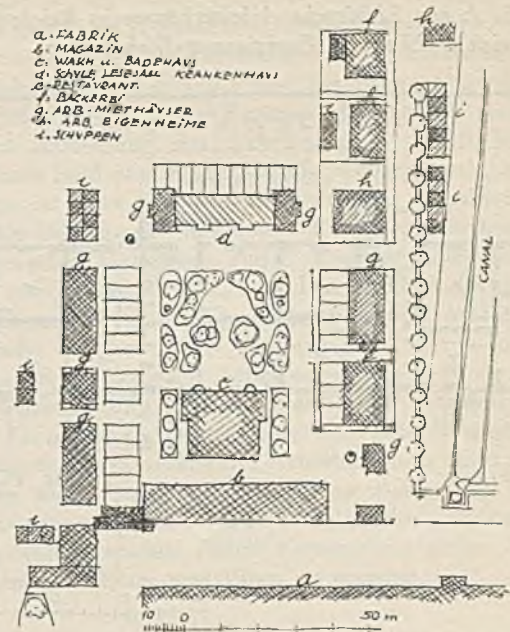 a. FABRIK
b. MAGAZIN
c. WASCH u. BADEHAUS
d. SCHULE, LESESAAL KRANKENHAUS
e. RESTAURANT
f. BÄCKEREI
g. ARB. MIETHÄUSER
h. ARB. EIGENHEIME
i. SCHUPPEN
f
h
h
i
i
h
i
g
g
d
g
g
CANAL
i
g
c
g
g
b
i
a
10 0 50 m